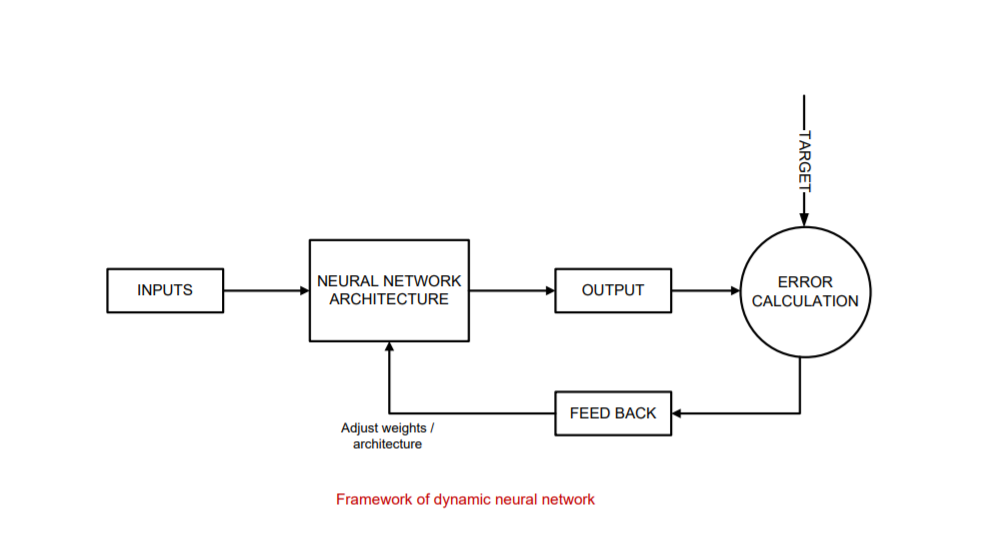 TARGET
INPUTS
NEURAL NETWORK
ARCHITECTURE
OUTPUT
ERROR
CALCULATION
FEED BACK
Adjust weights /
architecture
Framework of dynamic neural network